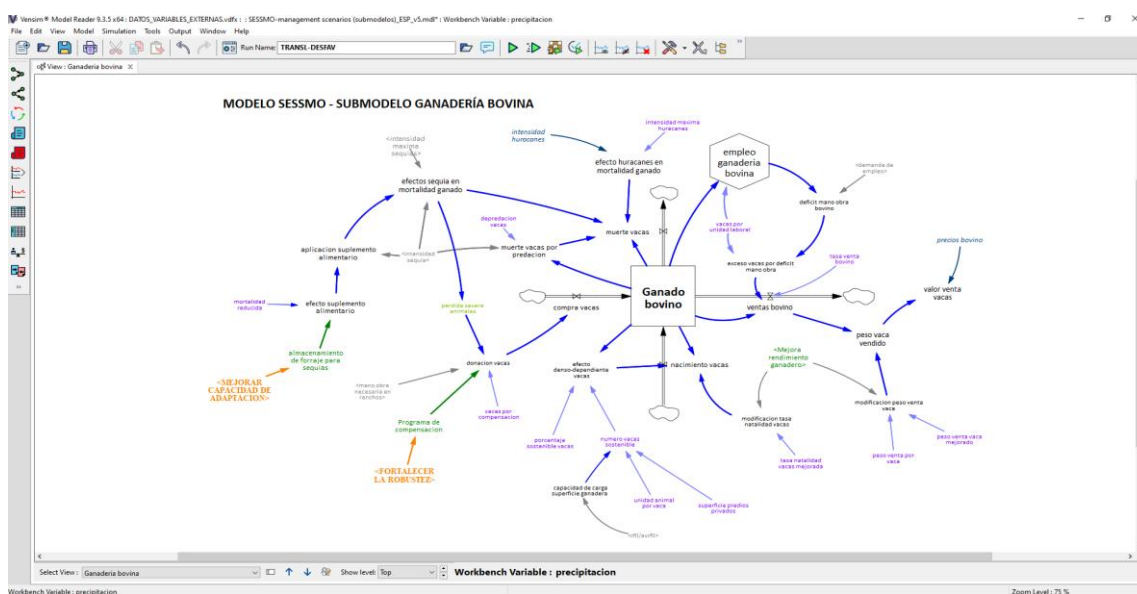 Vensim® Model Reader 9.3.5 x64 : DATOS_VARIABLES_EXTERNAS.vdfx : : SESSMO-management scenarios (submodelos)_ESP_v5.mdl* : Workbench Variable : precipitacion
File Edit View Model Simulation Tools Output Window Help
Run Name: TRANSL-DESFAV
View : Ganaderia bovina X
MODELO SESSMO - SUBMODELO GANADERÍA BOVINA
<intensidad
maxima
sequias>
intensidad
huracanes
intensidad maxima
huracanes
efecto huracanes en
mortalidad ganado
empleo
ganaderia
bovina
<demanda de
empleo>
efectos sequia en
mortalidad ganado
deficit mano obra
bovino
depredacion
vacas
muerte vacas
vacas por
unidad laboral
precios bovino
aplicacion suplemento
alimentario
<intensidad
sequia>
muerte vacas por
predacion
exceso vacas por deficit
mano obra
tasa venta
bovino
Ganado
bovino
valor venta
vacas
mortalidad
reducida
efecto suplemento
alimentario
perdida severa
animales
compra vacas
ventas bovino
peso vaca
vendido
almacenamiento
de forraje para
sequias
donacion vacas
efecto
denso-dependiente
vacas
nacimiento vacas
<Mejora
rendimiento
ganadero>
<MEJORAR
CAPACIDAD DE
ADAPTACION>
<mano obra
necesaria en
ranchos>
vacas por
compensacion
modificacion peso venta
vaca
Programa de
compensacion
modificacion tasa
natalidad vacas
porcentaje
sostenible vacas
numero vacas
sostenible
peso venta vaca
mejorado
peso venta por
vaca
tasa natalidad
vacas mejorada
<FORTALECER
LA ROBUSTEZ>
capacidad de carga
superficie ganadera
unidad animal
por vaca
superficie predios
privados
Select View : Ganaderia bovina Show level: Top Workbench Variable : precipitacion
Workbench Variable : precipitacion Zoom Level : 75 %